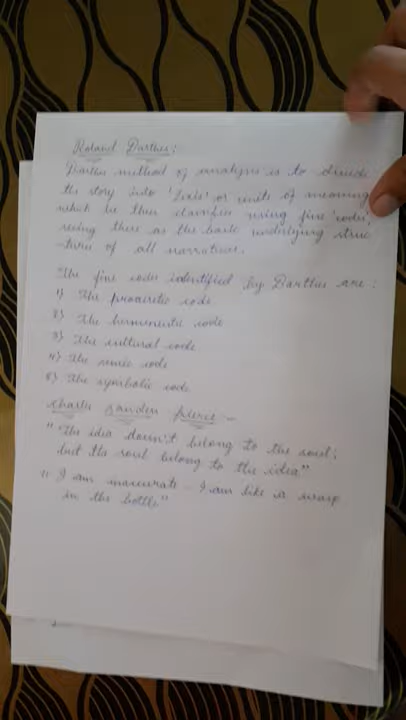 Roland Barthes:
Barthes method of analysis is to divide
the story into 'Lexie' or units of meaning
which he then classifies using five 'codes',
seeing these as the basic underlying struc
-tures of all narratives.
The five codes identified by Barthes are:
1) The proairetic code
2) The hermeneutic code
3) The cultural code
4) The semic code
5) The symbolic code
Charles Sanders Pierce :-
"The idea doesn't belong to the soul;
but the soul belong to the idea"
"I am inaccurate - I am like a wasp
in the bottle"